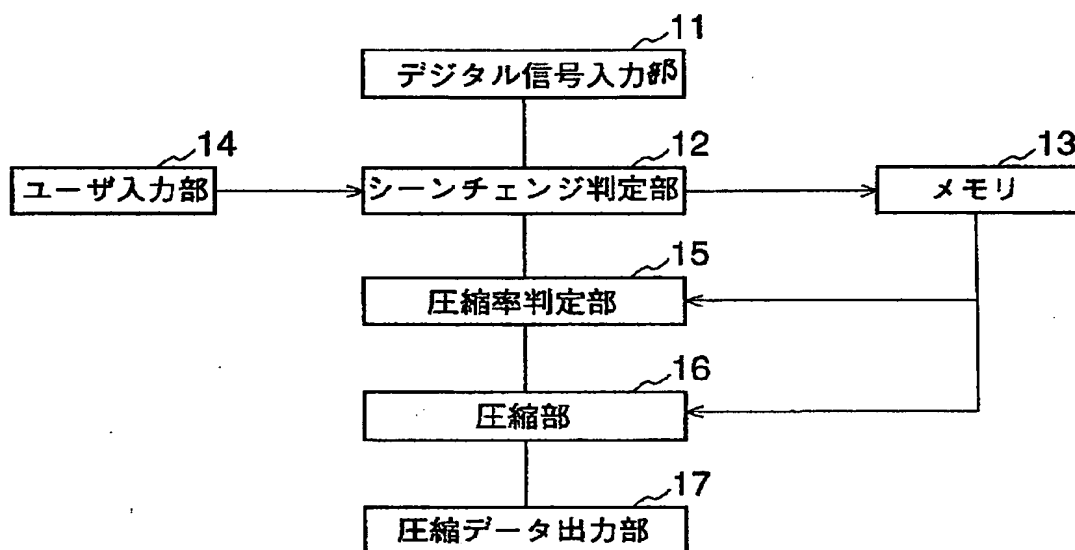 11
デジタル信号入力部
14
12
13
ユーザ入力部
シーンチェンジ判定部
メモリ
15
圧縮率判定部
16
圧縮部
17
圧縮データ出力部